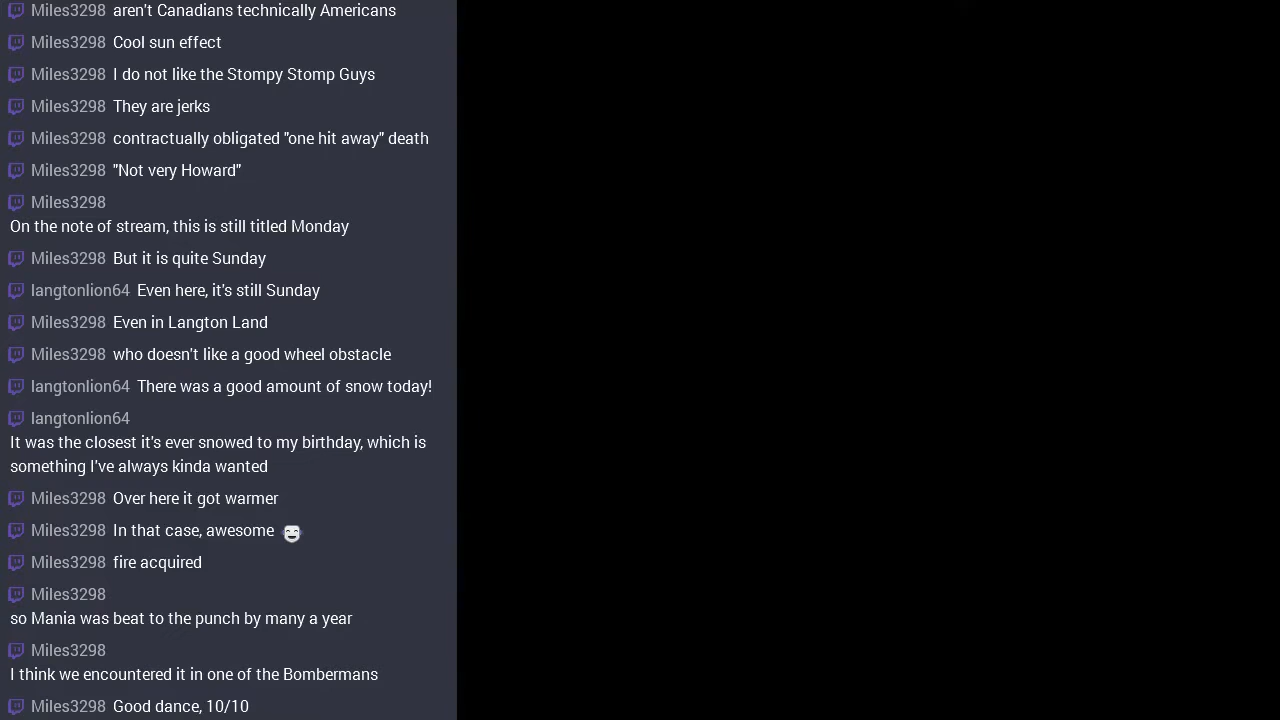 Miles3298 aren't Canadians technically Americans
Miles3298 Cool sun effect
Miles3298 I do not like the Stompy Stomp Guys
Miles3298 They are jerks
Miles3298 contractually obligated "one hit away" death
Miles3298 "Not very Howard"
Miles3298
On the note of stream, this is still titled Monday
Miles3298 But it is quite Sunday
langtonlion64 Even here, it's still Sunday
Miles3298 Even in Langton Land
Miles3298 who doesn't like a good wheel obstacle
langtonlion64 There was a good amount of snow today!
langtonlion64
It was the closest it's ever snowed to my birthday, which is
something I've always kinda wanted
Miles3298 Over here it got warmer
Miles3298 In that case, awesome
Miles3298 fire acquired
Miles3298
so Mania was beat to the punch by many a year
Miles3298
I think we encountered it in one of the Bombermans
Miles3298 Good dance, 10/10